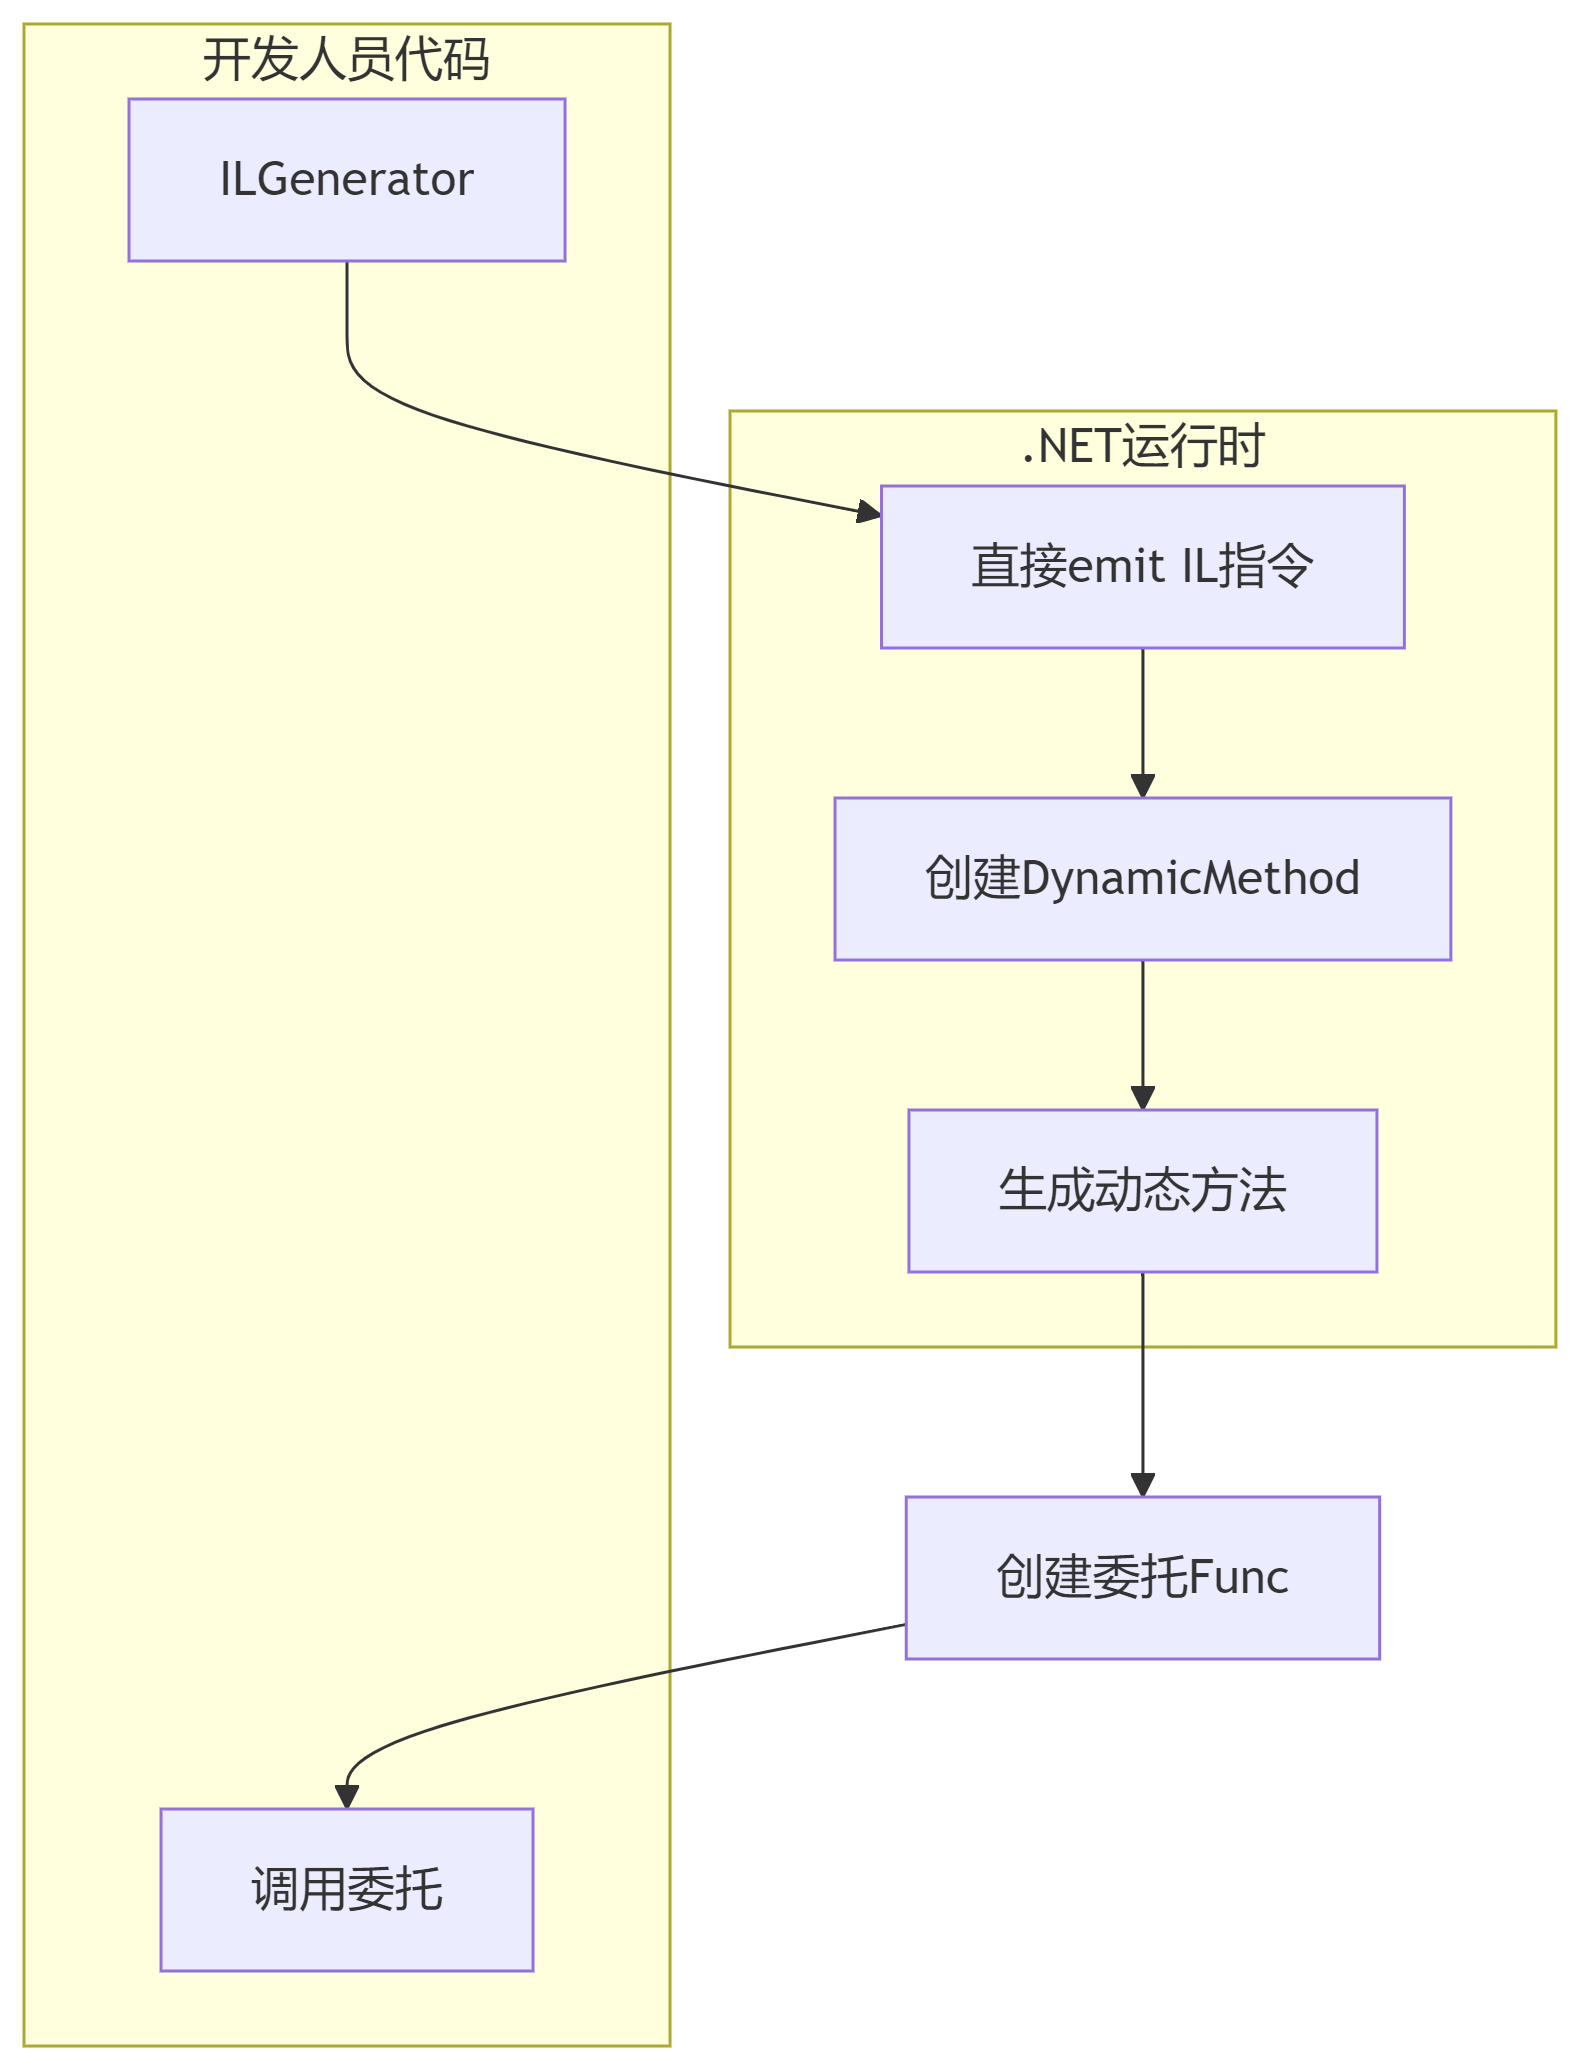 开发人员代码
ILGenerator
.NET运行时
直接emit IL指令
创建DynamicMethod
生成动态方法
创建委托Func
调用委托